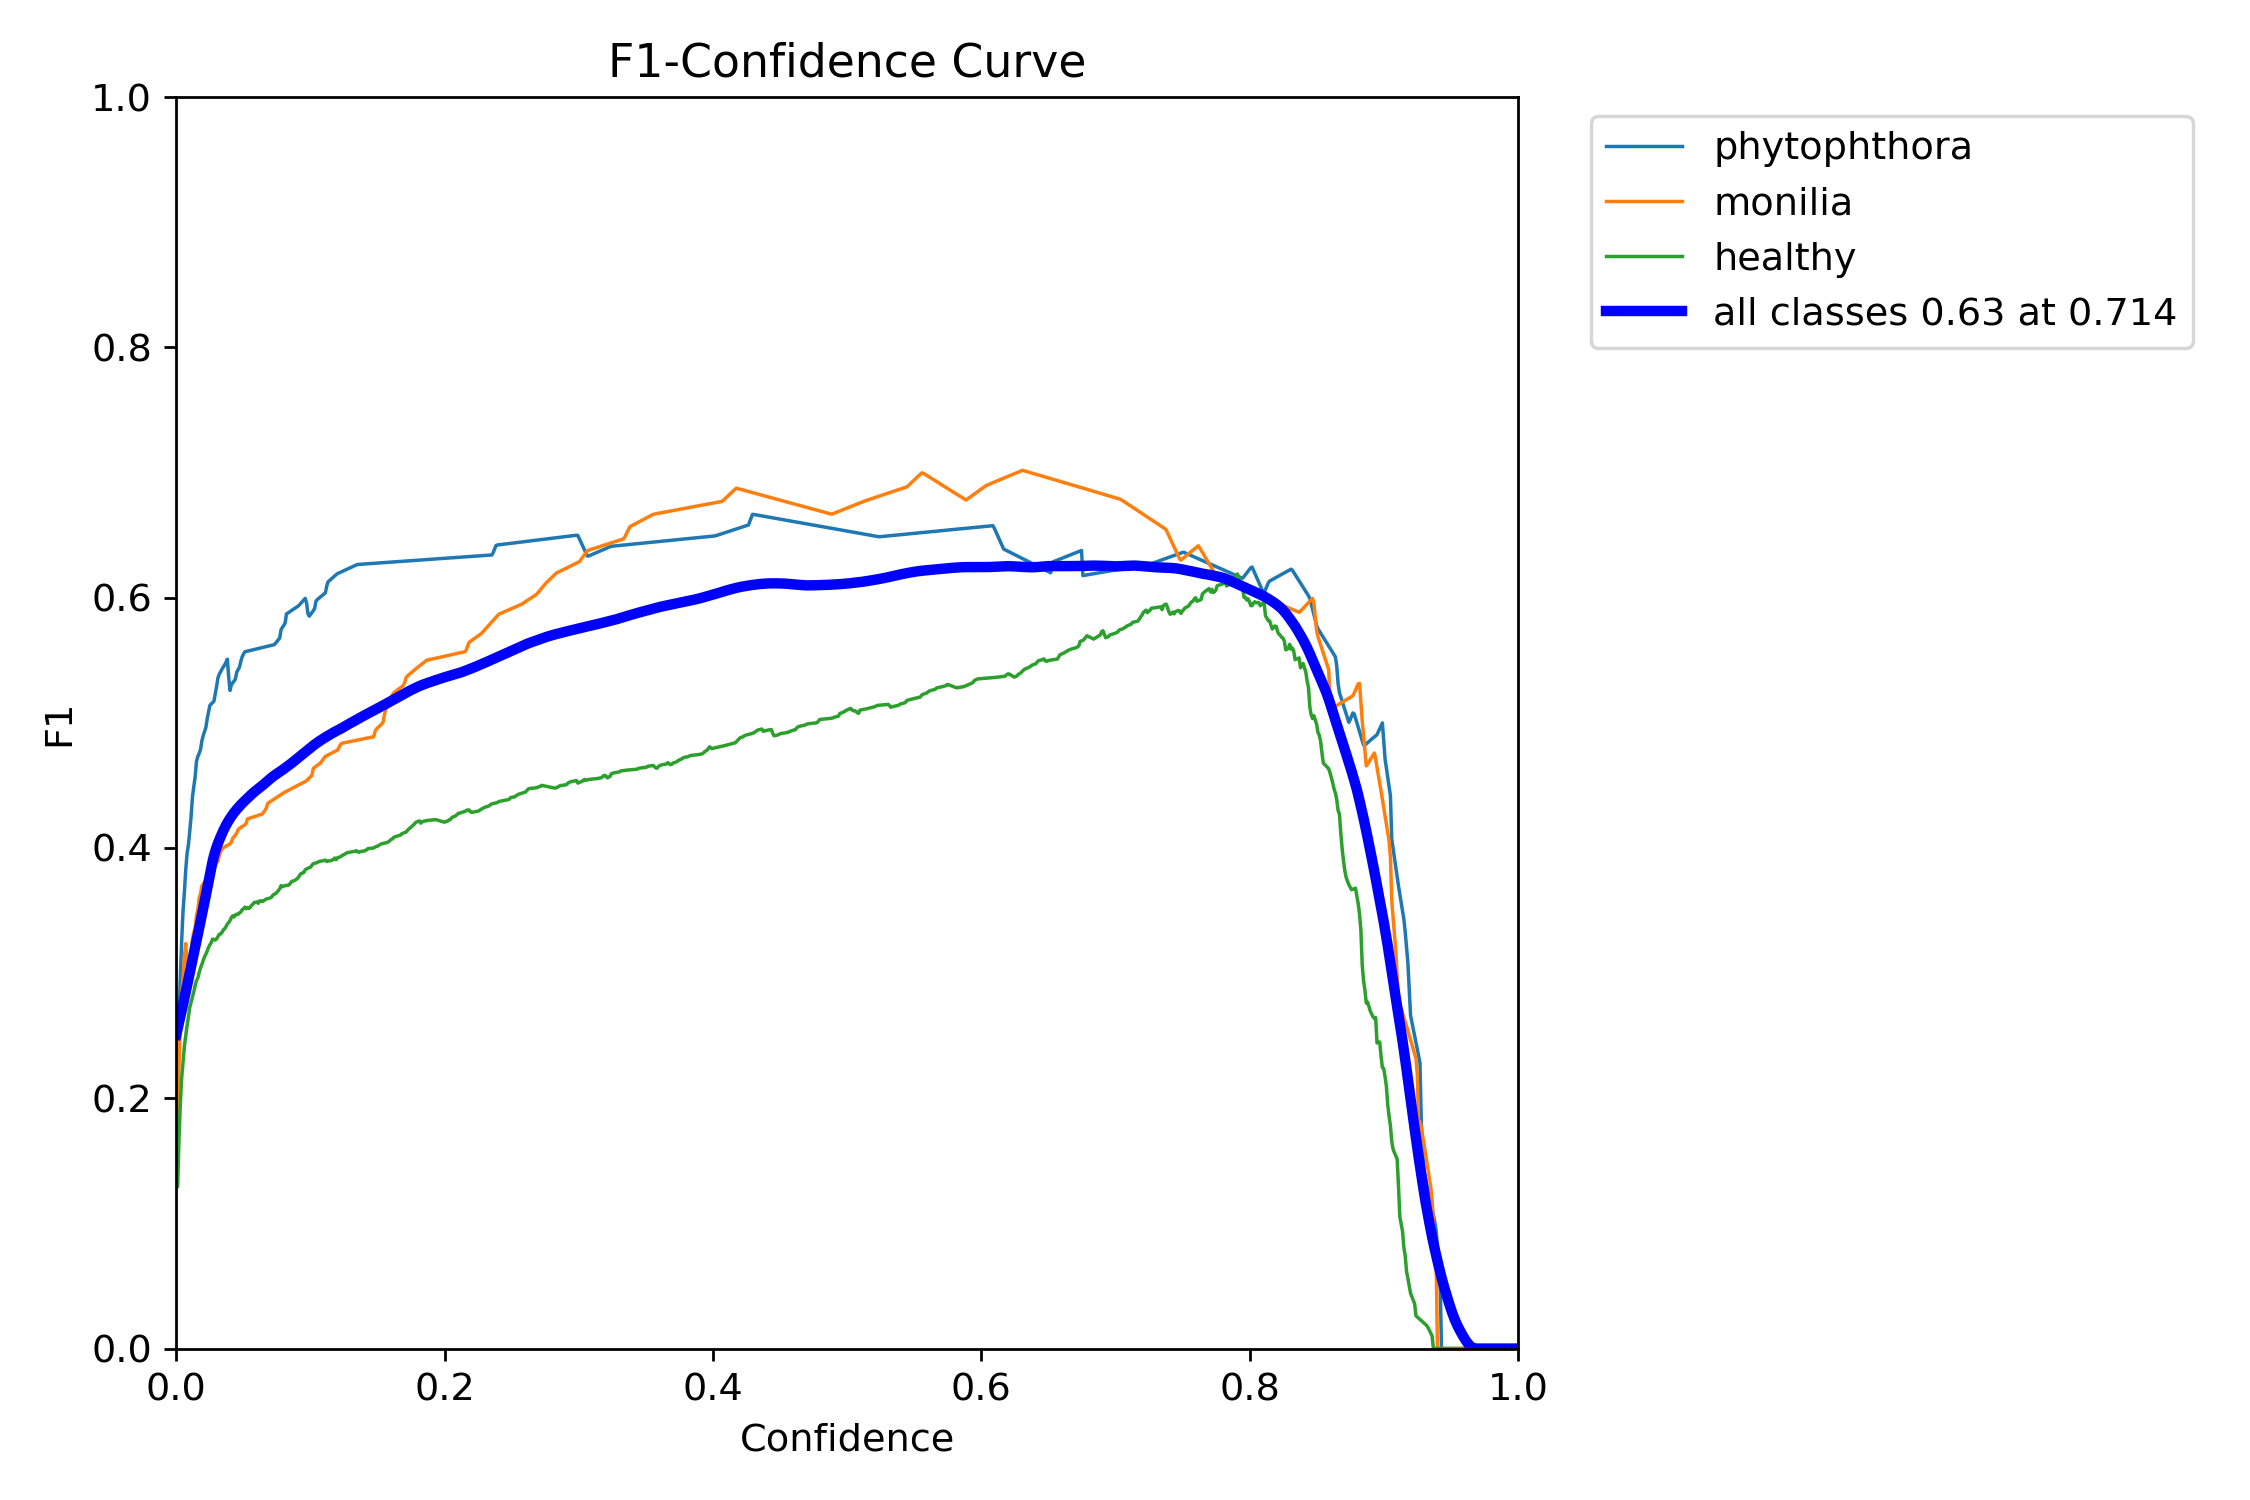 F1-Confidence Curve
1.0
0.8
0.6
0.4
0.2
0.0
F1
0.0 0.2 0.4 0.6 0.8 1.0
Confidence
phytophthora
monilia
healthy
all classes 0.63 at 0.714